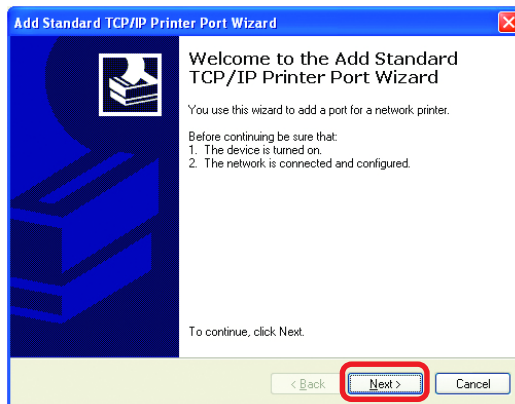 Add Standard TCP/IP Printer Port Wizard
Welcome to the Add Standard
TCP/IP Printer Port Wizard
You use this wizard to add a port for a network printer.
Before continuing be sure that:
1. The device is turned on.
2. The network is connected and configured.
To continue, click Next.
< Back
Next >
Cancel